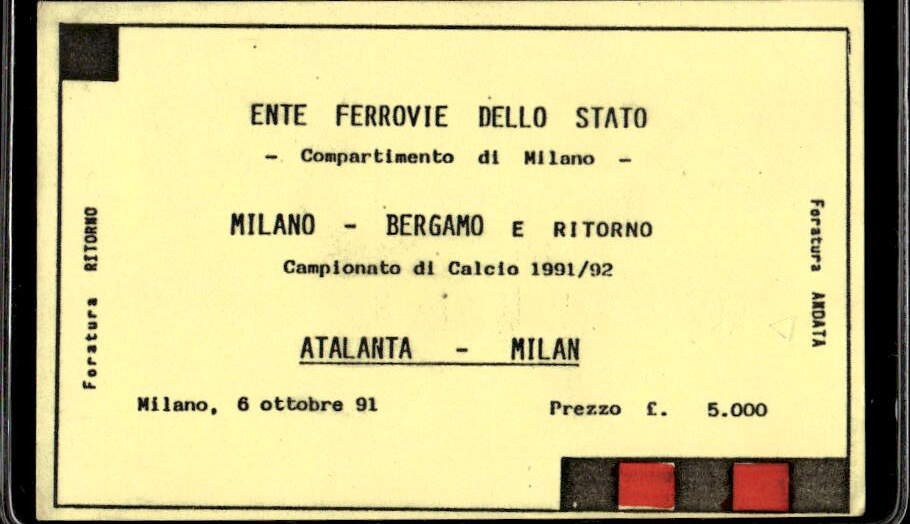 ENTE FERROVIE DELLO STATO
- Compartimento di Milano -
MILANO - BERGAMO E RITORNO
Campionato di Calcio 1991/92
ATALANTA - MILAN
Milano, 6 ottobre 91
Prezzo £. 5.000
Foratura RITORNO
Foratura ANDATA